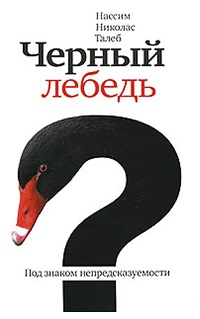 Нассим
Николас
Талеб
Черный
лебедь
Под знаком непредсказуемости